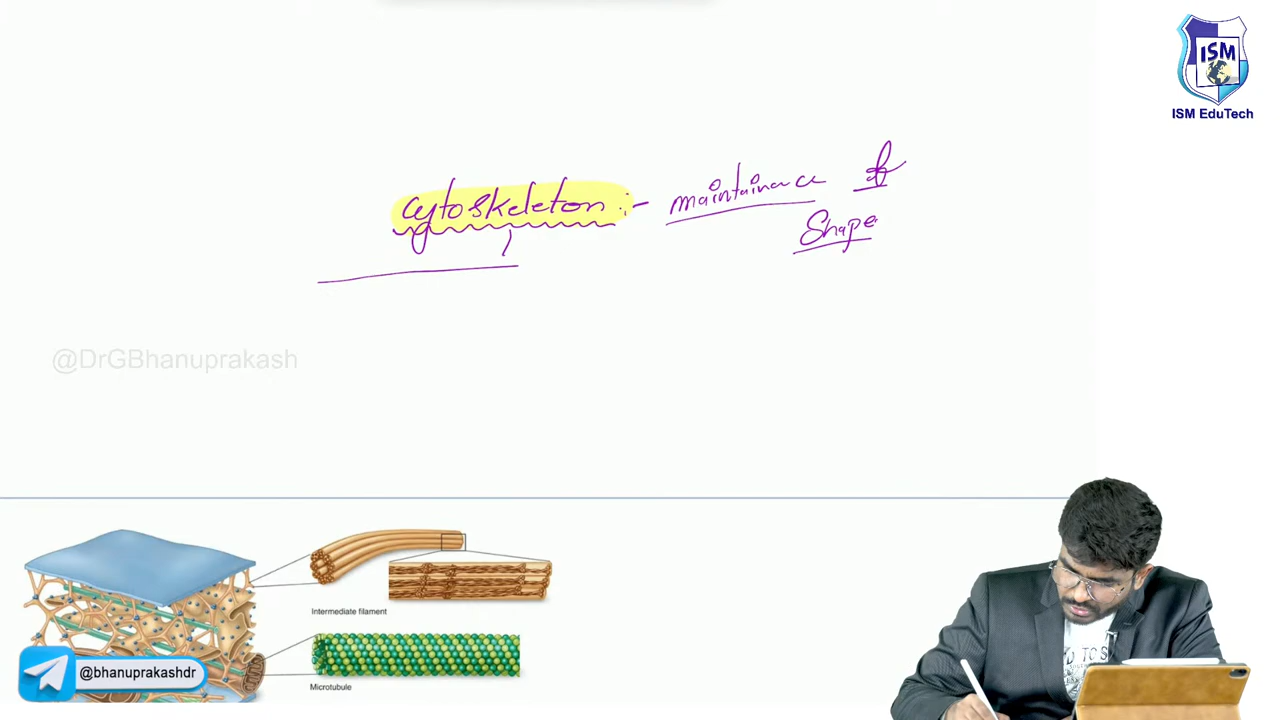 ISM
ISM EduTech
cytoskeleton :- maintainance of
Shape
@DrGBhanuprakash
Intermediate filament
@bhanuprakashdr
Microtubule